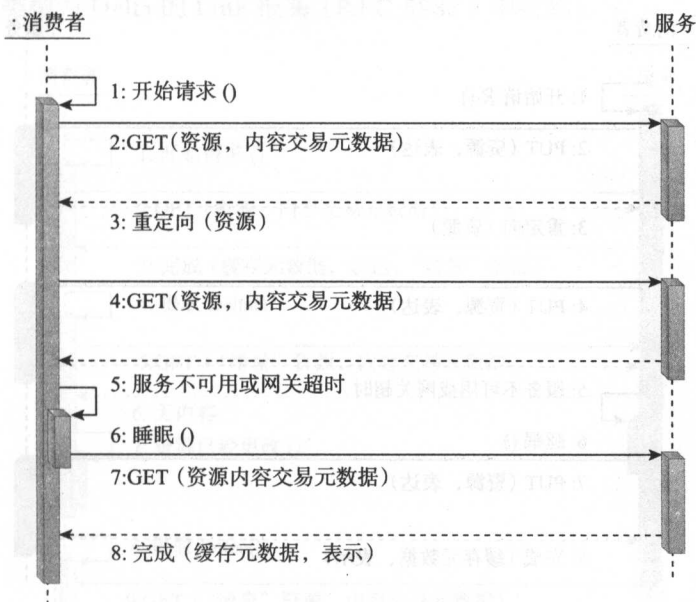 : 消费者
: 服务
1: 开始请求 ()
2:GET(资源，内容交易元数据)
3: 重定向 (资源)
4:GET(资源，内容交易元数据)
5: 服务不可用或网关超时
6: 睡眠 ()
7:GET (资源内容交易元数据)
8: 完成 (缓存元数据，表示)